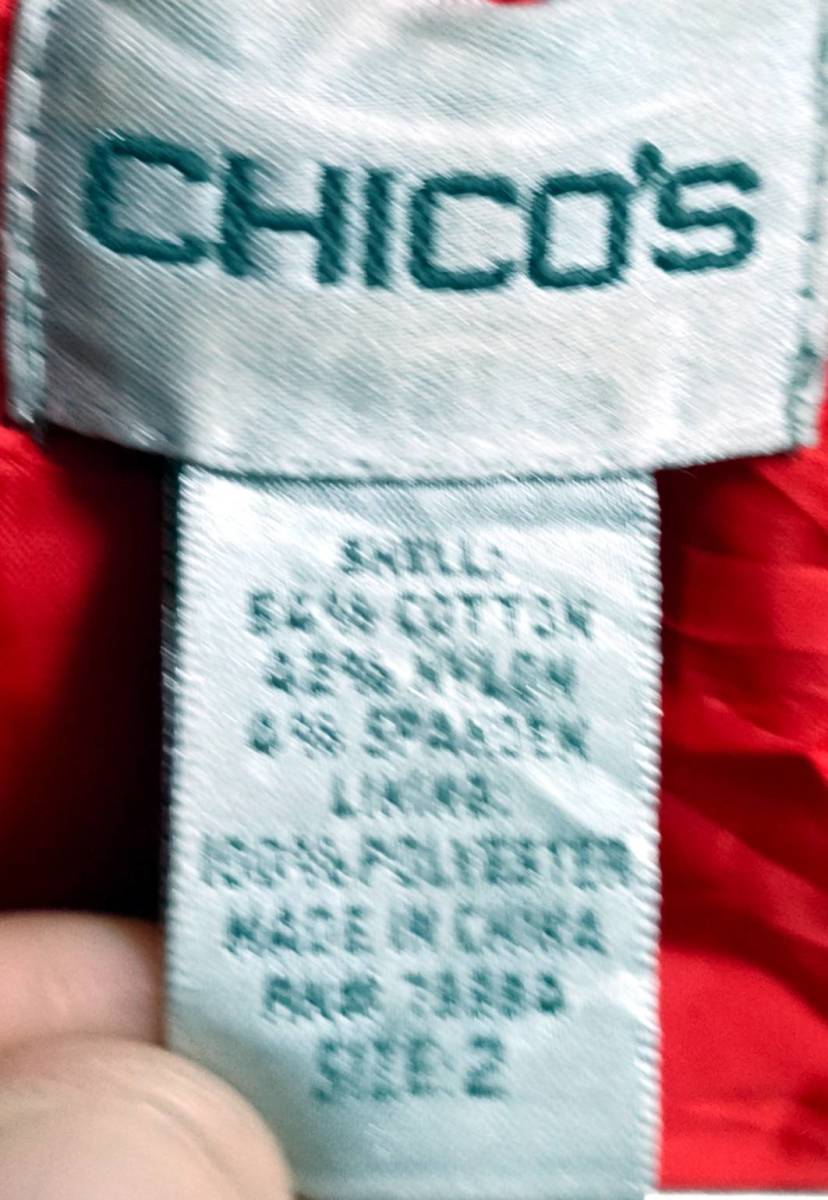 CHICO'S
SHELL:
54% COTTON
42% NYLON
4% SPANDEX
LINING:
100% POLYESTER
MADE IN CHINA
RN#
SIZE: 2